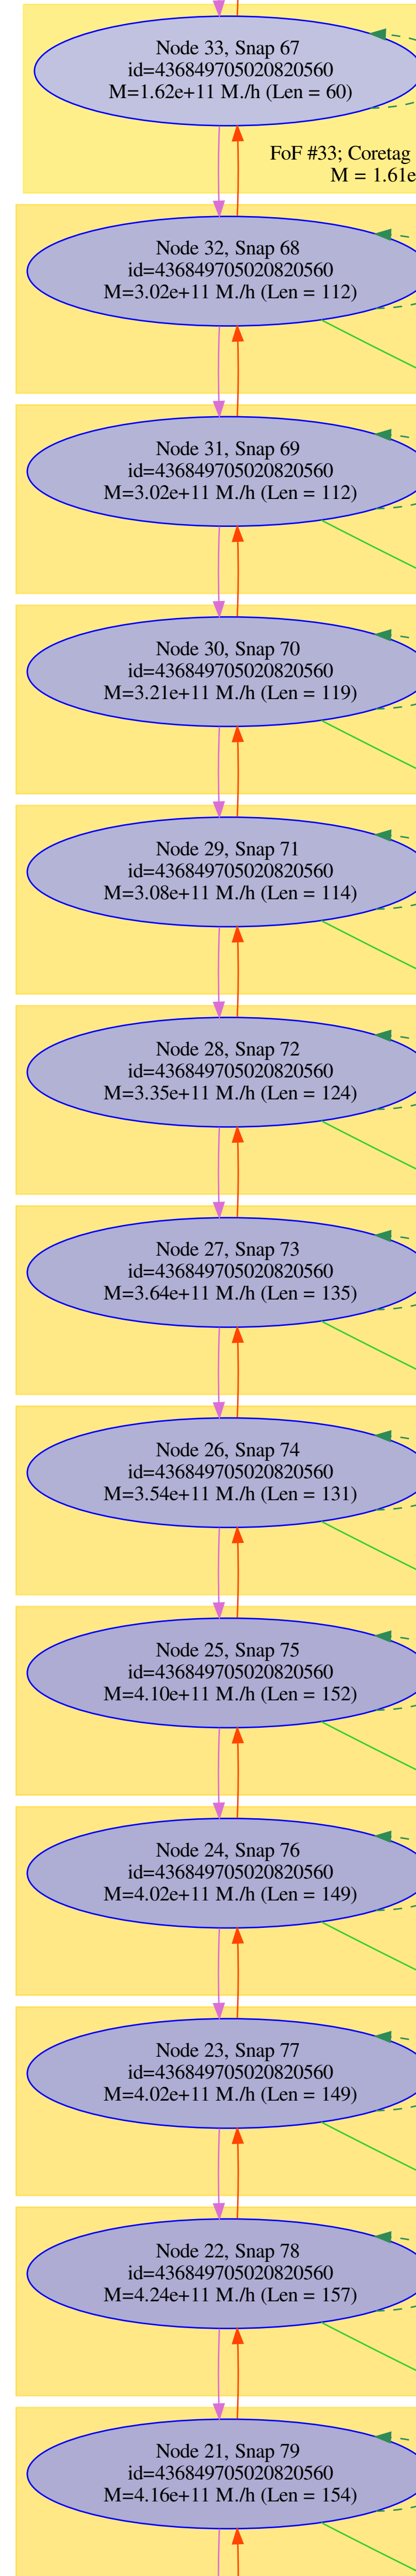 Node 33, Snap 67
id=436849705020820560
M=1.62e+11 M./h (Len = 60)
FoF #33; Coretag
M = 1.61e
Node 32, Snap 68
id=436849705020820560
M=3.02e+11 M./h (Len = 112)
Node 31, Snap 69
id=436849705020820560
M=3.02e+11 M./h (Len = 112)
Node 30, Snap 70
id=436849705020820560
M=3.21e+11 M./h (Len = 119)
Node 29, Snap 71
id=436849705020820560
M=3.08e+11 M./h (Len = 114)
Node 28, Snap 72
id=436849705020820560
M=3.35e+11 M./h (Len = 124)
Node 27, Snap 73
id=436849705020820560
M=3.64e+11 M./h (Len = 135)
Node 26, Snap 74
id=436849705020820560
M=3.54e+11 M./h (Len = 131)
Node 25, Snap 75
id=436849705020820560
M=4.10e+11 M./h (Len = 152)
Node 24, Snap 76
id=436849705020820560
M=4.02e+11 M./h (Len = 149)
Node 23, Snap 77
id=436849705020820560
M=4.02e+11 M./h (Len = 149)
Node 22, Snap 78
id=436849705020820560
M=4.24e+11 M./h (Len = 157)
Node 21, Snap 79
id=436849705020820560
M=4.16e+11 M./h (Len = 154)